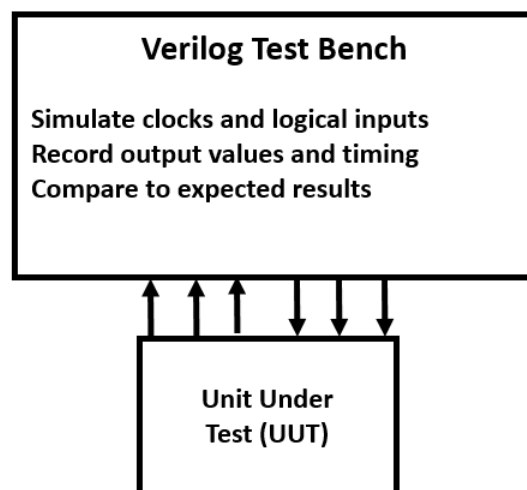 Verilog Test Bench
Simulate clocks and logical inputs
Record output values and timing
Compare to expected results
Unit Under
Test (UUT)